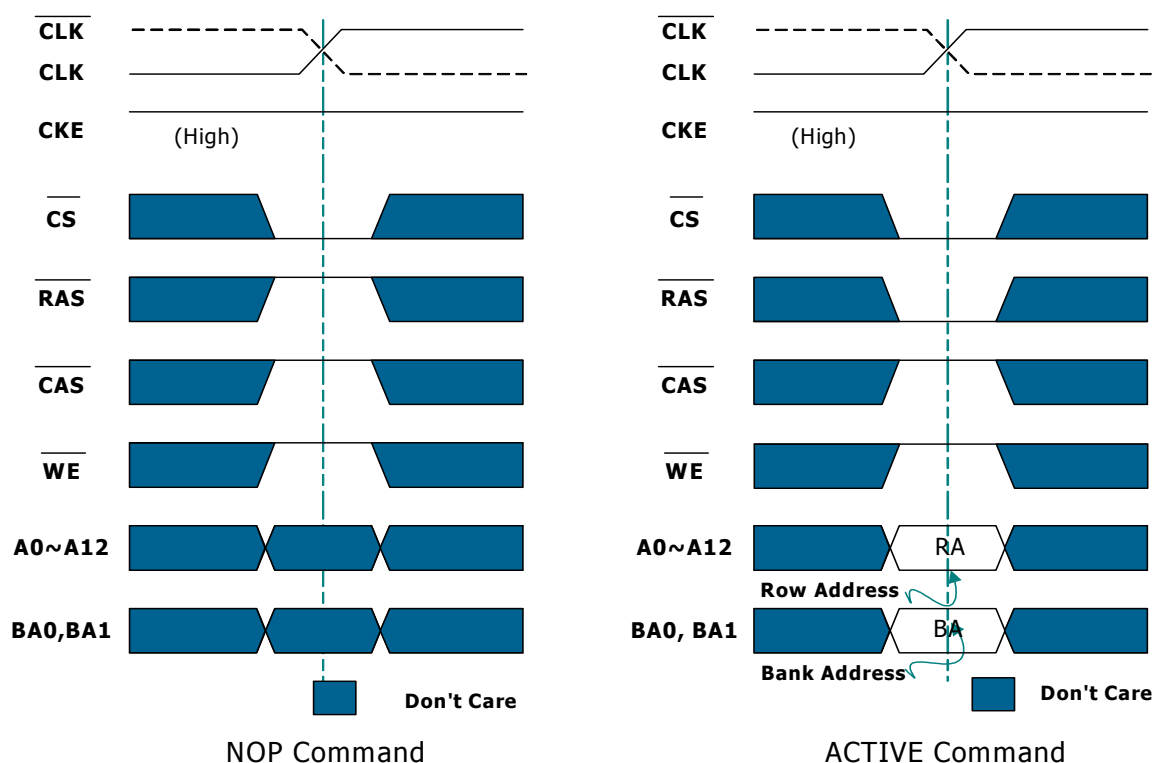 CLK
CLK
CKE
(High)
CS
RAS
CAS
WE
A0~A12
BA0,BA1
Don't Care
NOP Command
CLK
CLK
CKE
(High)
CS
RAS
CAS
WE
A0~A12
RA
Row Address
BA0, BA1
BA
Bank Address
Don't Care
ACTIVE Command